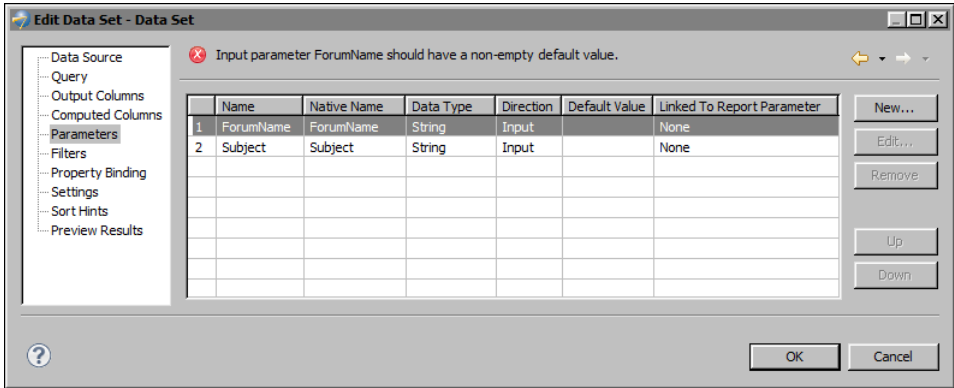 Edit Data Set - Data Set
Data Source
Query
Output Columns
Computed Columns
Parameters
Filters
Property Binding
Settings
Sort Hints
Preview Results
Input parameter ForumName should have a non-empty default value.
Name Native Name Data Type Direction Default Value Linked To Report Parameter
1 ForumName ForumName String Input None
2 Subject Subject String Input None
New...
Edit...
Remove
Up
Down
OK Cancel